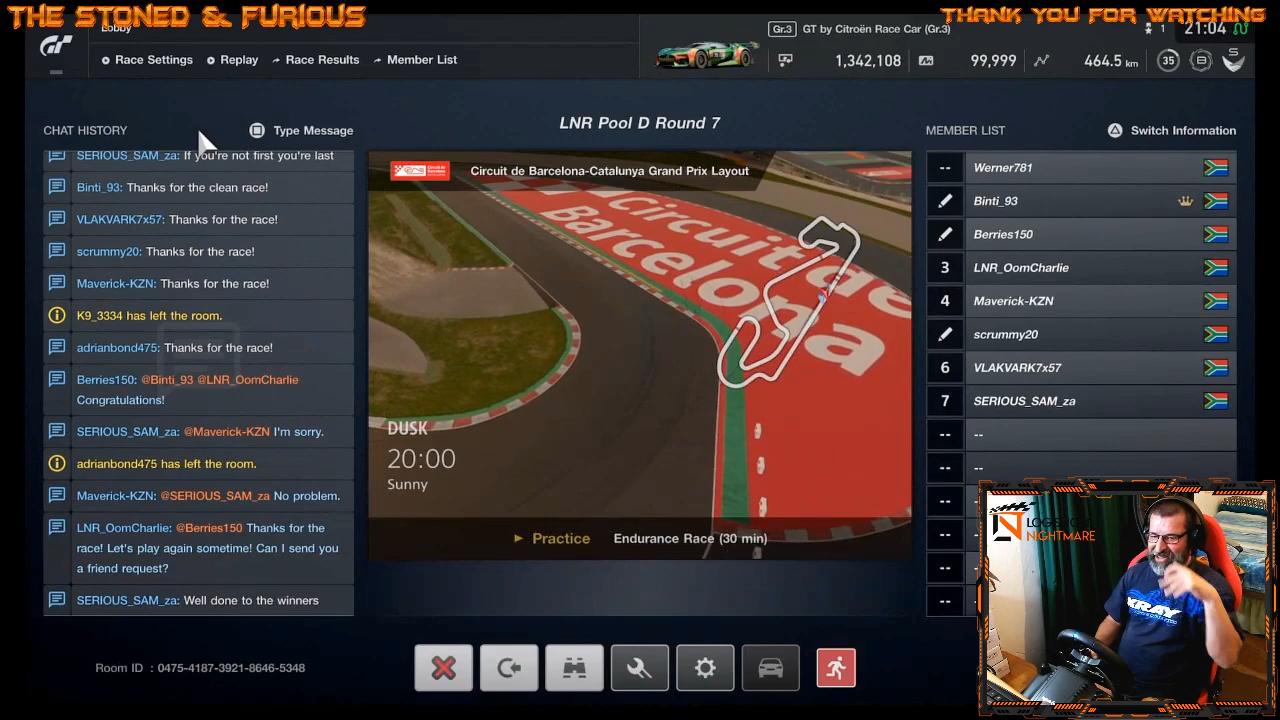 THE STONED & FURIOUS
THANK YOU FOR WATCHING
Lobby
Race Settings Replay Race Results Member List
Gr.3 GT by Citroën Race Car (Gr.3)
1 21:04
1,342,108 99,999 464.5 km 35 B S
CHAT HISTORY Type Message
SERIOUS_SAM_za: If you're not first you're last
Binti_93: Thanks for the clean race!
VLAKVARK7x57: Thanks for the race!
scrummy20: Thanks for the race!
Maverick-KZN: Thanks for the race!
K9_3334 has left the room.
adrianbond475: Thanks for the race!
Berries150: @Binti_93 @LNR_OomCharlie
Congratulations!
SERIOUS_SAM_za: @Maverick-KZN I'm sorry.
adrianbond475 has left the room.
Maverick-KZN: @SERIOUS_SAM_za No problem.
LNR_OomCharlie: @Berries150 Thanks for the
race! Let's play again sometime! Can I send you
a friend request?
SERIOUS_SAM_za: Well done to the winners
LNR Pool D Round 7
Circuit de Barcelona-Catalunya Grand Prix Layout
Circuit de
Barcelona
DUSK
20:00
Sunny
Practice Endurance Race (30 min)
MEMBER LIST Switch Information
-- Werner781
Binti_93
Berries150
3 LNR_OomCharlie
4 Maverick-KZN
scrummy20
6 VLAKVARK7x57
7 SERIOUS_SAM_za
-- --
-- --
--
--
--
--
NIGHTMARE
KRAY
Room ID : 0475-4187-3921-8646-5348